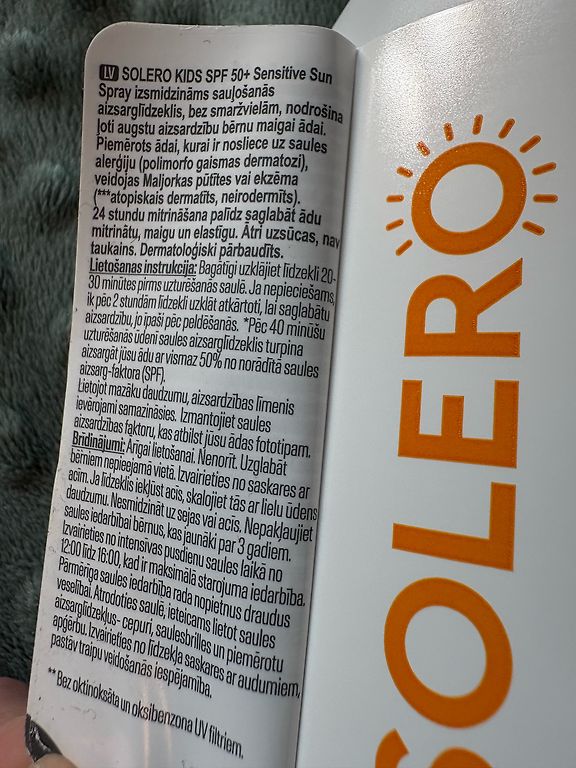 LV SOLERO KIDS SPF 50+ Sensitive Sun
Spray izsmidzināms sauļošanās
aizsarglīdzeklis, bez smaržvielām, nodrošina
ļoti augstu aizsardzību bērnu maigai ādai.
Piemērots ādai, kurai ir nosliece uz saules
alerģiju (polimorfo gaismas dermatozi),
veidojas Maljorkas pūtītes vai ekzēma
(***atopiskais dermatīts, neirodermīts).
24 stundu mitrināšana palīdz saglabāt ādu
mitrinātu, maigu un elastīgu. Ātri uzsūcas, nav
taukains. Dermatoloģiski pārbaudīts.
Lietošanas instrukcija: Bagātīgi uzklājiet līdzekli 20-
30 minūtes pirms uzturēšanās saulē. Ja nepieciešams,
ik pēc 2 stundām līdzekli uzklāt atkārtoti, lai saglabātu
aizsardzību, jo īpaši pēc peldēšanās. *Pēc 40 minūšu
uzturēšanās ūdenī saules aizsarglīdzeklis turpina
aizsargāt jūsu ādu ar vismaz 50% no norādītā saules
aizsarg-faktora (SPF).
Lietojot mazāku daudzumu, aizsardzības līmenis
ievērojami samazināsies. Izmantojiet saules
aizsardzības faktoru, kas atbilst jūsu ādas fototipam.
Brīdinājumi: Ārīgai lietošanai. Nenorīt. Uzglabāt
bērniem nepieejamā vietā. Izvairieties no saskares ar
acīm. Ja līdzeklis iekļūst acīs, skalojiet tās ar lielu ūdens
daudzumu. Nesmidzināt uz sejas vai acīs. Nepakļaujiet
saules iedarbībai bērnus, kas jaunāki par 3 gadiem.
Izvairieties no intensīvas pusdienu saules laikā no
12:00 līdz 16:00, kad ir maksimālā starojuma iedarbība.
Pārmērīga saules iedarbība rada nopietnus draudus
veselībai. Atrodoties saulē, ieteicams lietot saules
aizsarglīdzekļus- cepuri, saulesbrilles un piemērotu
apģērbu. Izvairieties no līdzekļa saskares ar audumiem,
pastāv traipu veidošanās iespējamība.
** Bez oktinoksāta un oksibenzona UV filtriem.
SOLERO